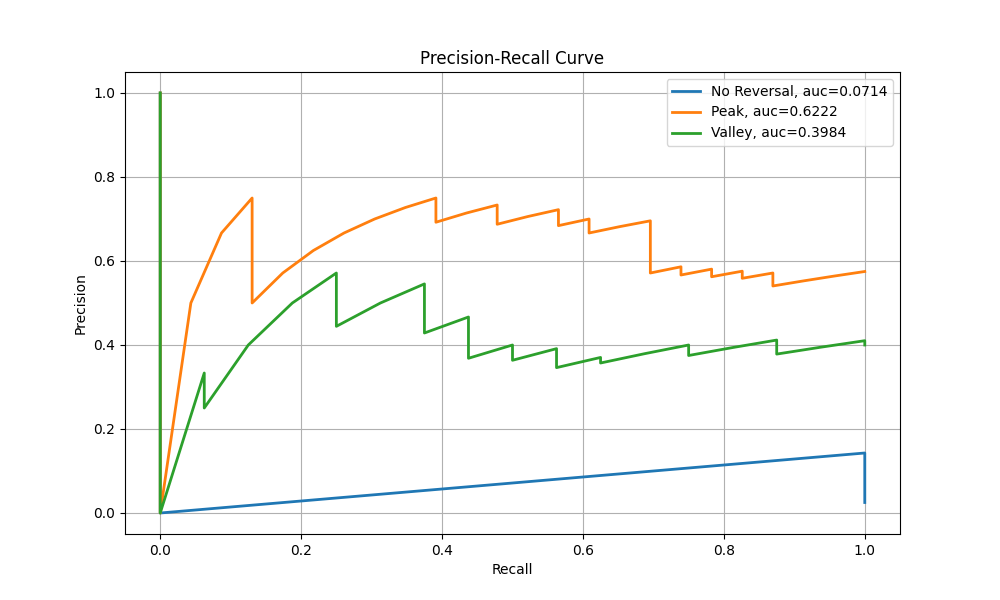 Precision-Recall Curve
No Reversal, auc=0.0714
Peak, auc=0.6222
Valley, auc=0.3984
Precision
1.0
0.8
0.6
0.4
0.2
0.0
0.0 0.2 0.4 0.6 0.8 1.0
Recall